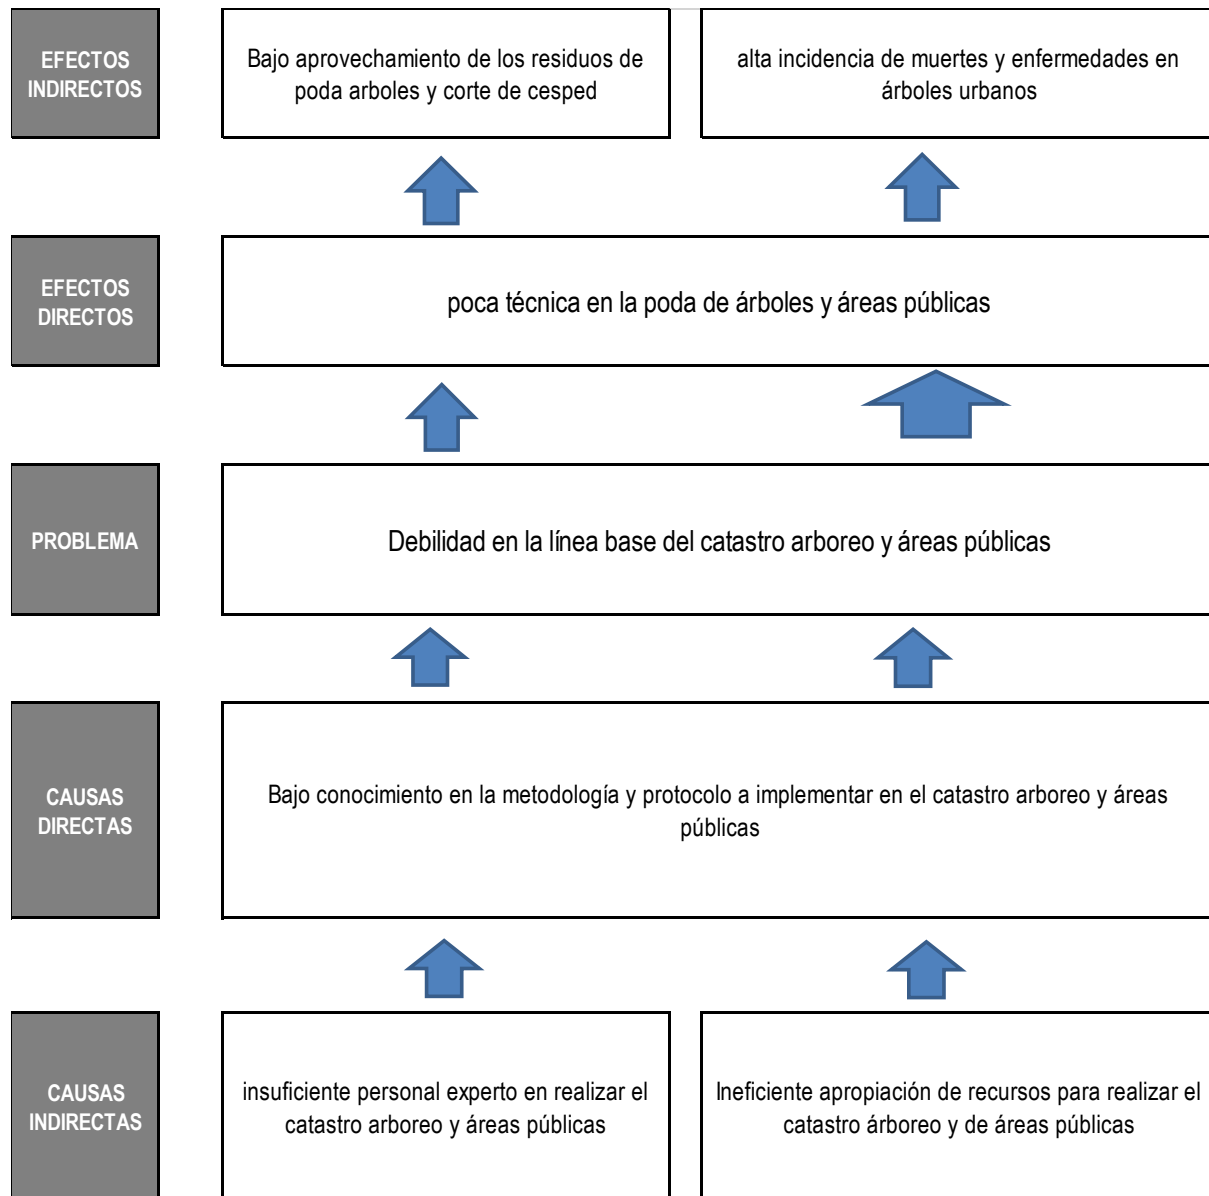 EFECTOS
INDIRECTOS
Bajo aprovechamiento de los residuos de
poda arboles y corte de cesped
alta incidencia de muertes y enfermedades en
árboles urbanos
EFECTOS
DIRECTOS
poca técnica en la poda de árboles y áreas públicas
PROBLEMA
Debilidad en la línea base del catastro arboreo y áreas públicas
CAUSAS
DIRECTAS
Bajo conocimiento en la metodología y protocolo a implementar en el catastro arboreo y áreas
públicas
CAUSAS
INDIRECTAS
insuficiente personal experto en realizar el
catastro arboreo y áreas públicas
Ineficiente apropiación de recursos para realizar el
catastro árboreo y de áreas públicas